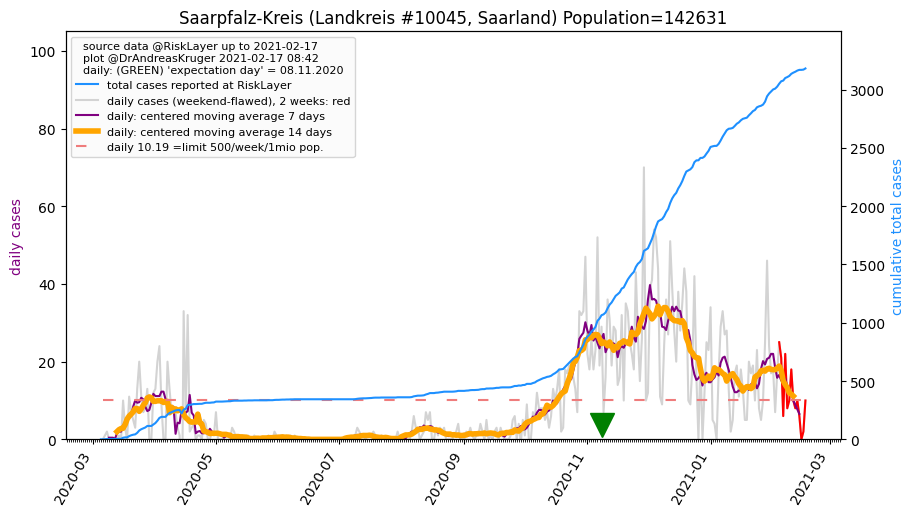 Saarpfalz-Kreis (Landkreis #10045, Saarland) Population=142631
source data @RiskLayer up to 2021-02-17
plot @DrAndreasKruger 2021-02-17 08:42
daily: (GREEN) 'expectation day' = 08.11.2020
total cases reported at RiskLayer
daily cases (weekend-flawed), 2 weeks: red
daily: centered moving average 7 days
daily: centered moving average 14 days
daily 10.19 =limit 500/week/1mio pop.
daily cases
100
80
60
40
20
0
cumulative total cases
3000
2500
2000
1500
1000
500
0
2020-03
2020-05
2020-07
2020-09
2020-11
2021-01
2021-03